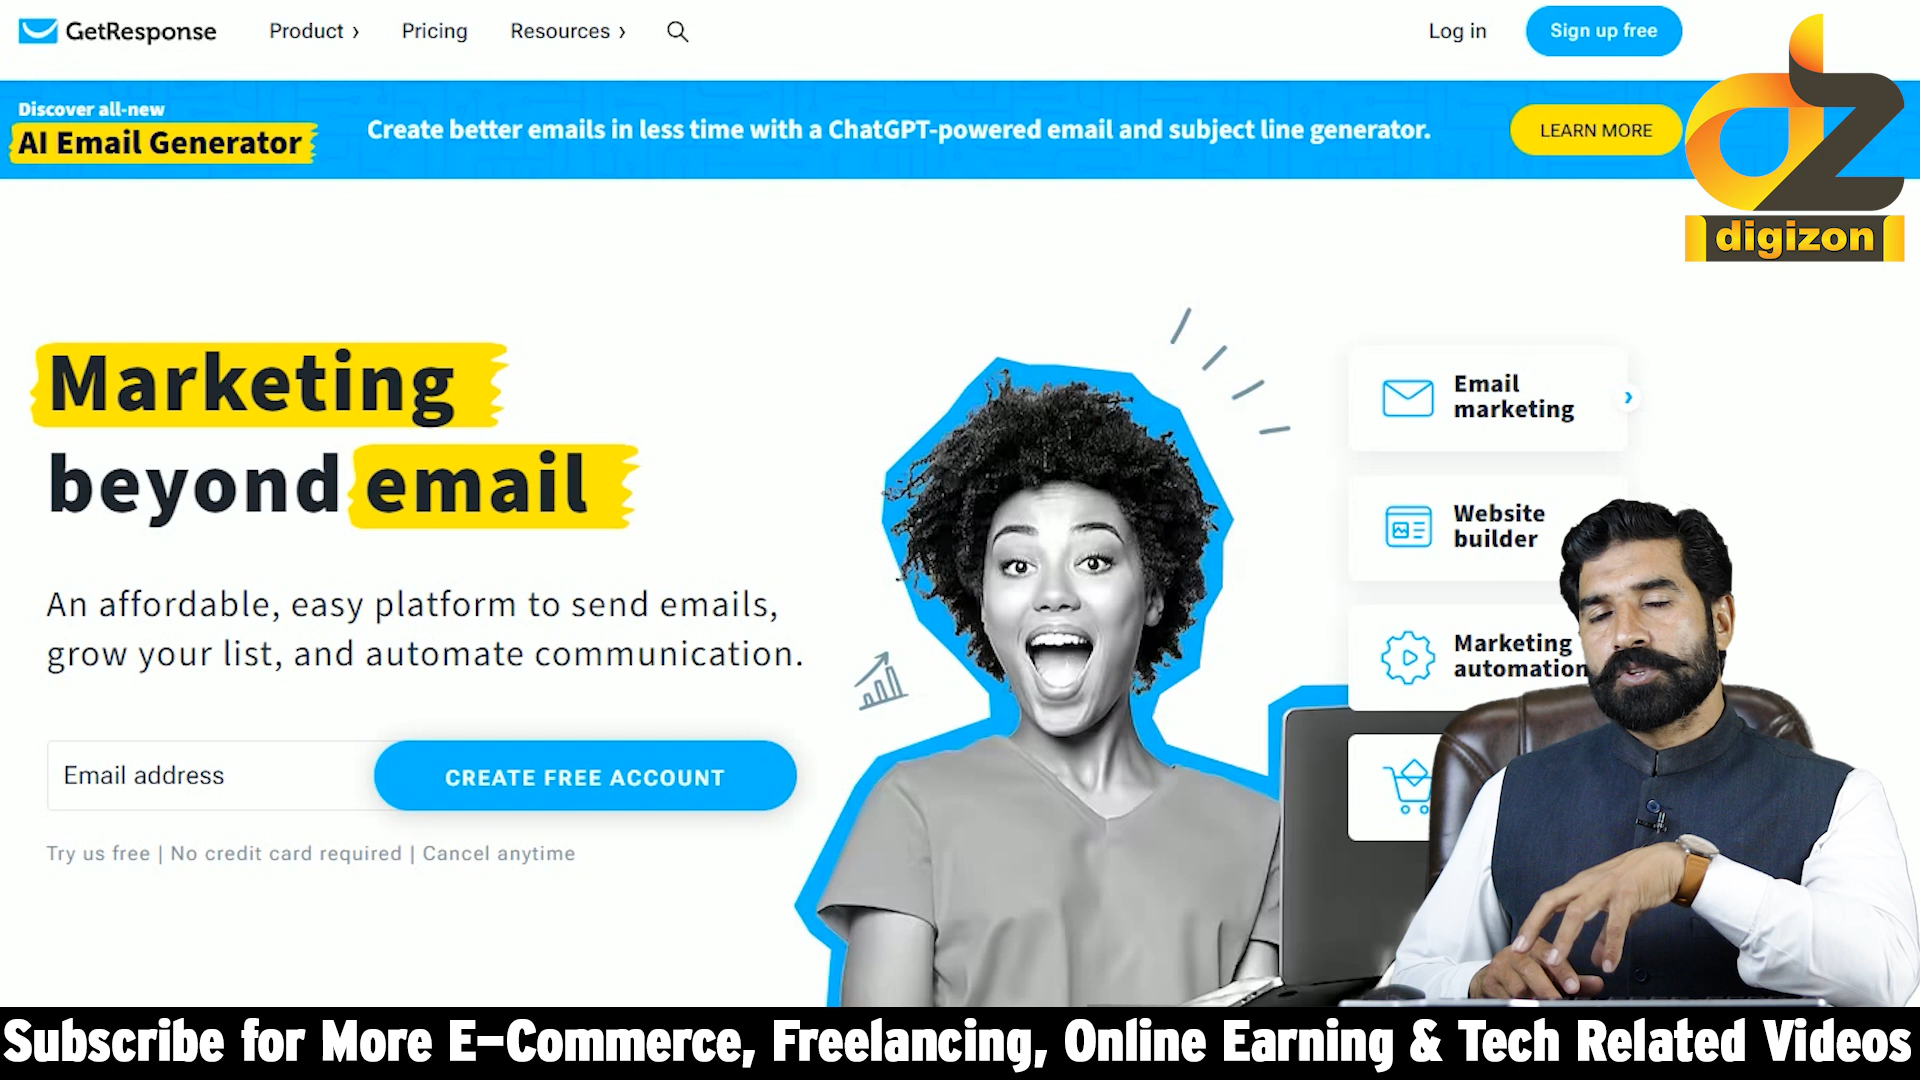 GetResponse
Product ›
Pricing
Resources ›
Log in
Sign up free
Discover all-new
AI Email Generator
Create better emails in less time with a ChatGPT-powered email and subject line generator.
LEARN MORE
dz
digizon
Marketing
beyond email
An affordable, easy platform to send emails,
grow your list, and automate communication.
Email address
CREATE FREE ACCOUNT
Try us free | No credit card required | Cancel anytime
Email
marketing
Website
builder
Marketing
automation
Subscribe for More E-Commerce, Freelancing, Online Earning & Tech Related Videos